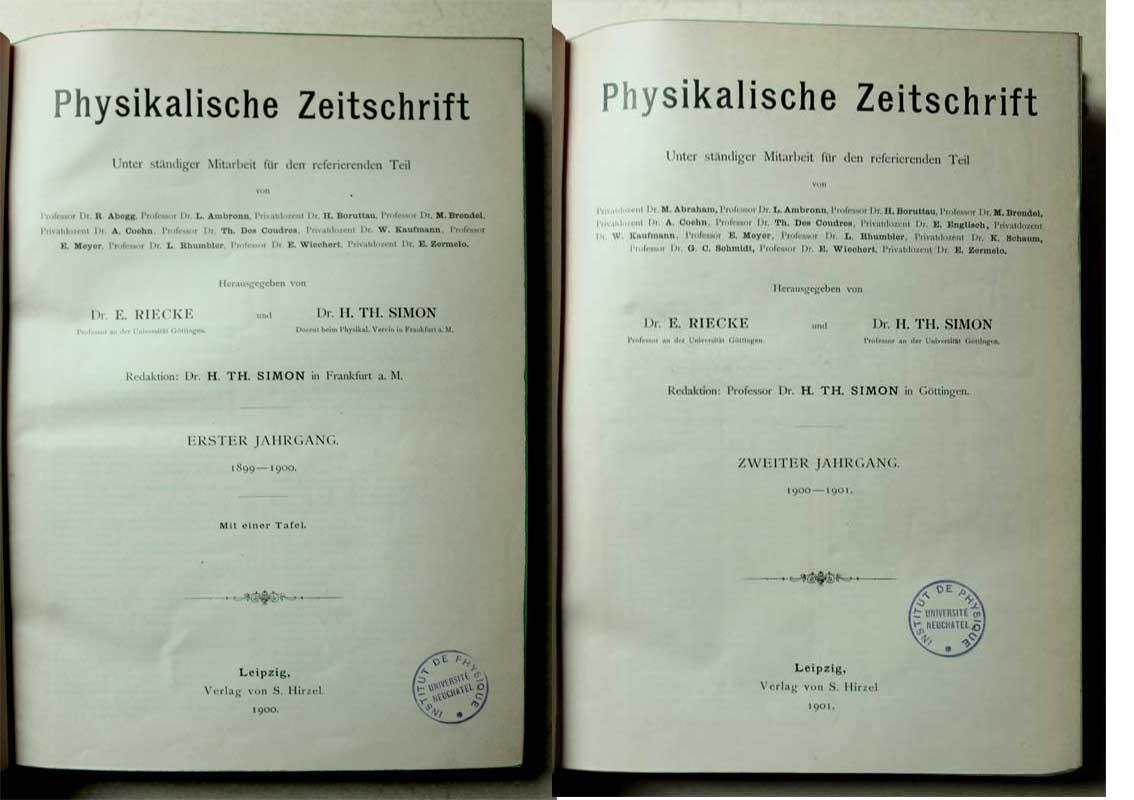 Physikalische Zeitschrift
Unter ständiger Mitarbeit für den referierenden Teil
von
Professor Dr. R. Abegg, Professor Dr. L. Ambronn, Privatdozent Dr. H. Boruttau, Professor Dr. M. Brendel,
Privatdozent Dr. A. Coehn, Professor Dr. Th. Des Coudres, Privatdozent Dr. W. Kaufmann, Professor
E. Meyer, Professor Dr. L. Rhumbler, Professor Dr. E. Wiechert, Privatdozent Dr. E. Zermelo.
Herausgegeben von
Dr. E. RIECKE und Dr. H. TH. SIMON
Professor an der Universität Göttingen. Docent beim Physikal. Verein in Frankfurt a. M.
Redaktion: Dr. H. TH. SIMON in Frankfurt a. M.
ERSTER JAHRGANG.
1899—1900.
Mit einer Tafel.
Leipzig,
Verlag von S. Hirzel.
1900.
INSTITUT DE PHYSIQUE
UNIVERSITÉ
NEUCHATEL
Physikalische Zeitschrift
Unter ständiger Mitarbeit für den referierenden Teil
von
Privatdozent Dr. M. Abraham, Professor Dr. L. Ambronn, Professor Dr. H. Boruttau, Professor Dr. M. Brendel,
Privatdozent Dr. A. Coehn, Professor Dr. Th. Des Coudres, Privatdozent Dr. E. Englisch, Privatdozent
Dr. W. Kaufmann, Professor E. Meyer, Professor Dr. L. Rhumbler, Privatdozent Dr. K. Schaum,
Professor Dr. G. C. Schmidt, Professor Dr. E. Wiechert, Privatdozent Dr. E. Zermelo.
Herausgegeben von
Dr. E. RIECKE und Dr. H. TH. SIMON
Professor an der Universität Göttingen. Professor an der Universität Göttingen.
Redaktion: Professor Dr. H. TH. SIMON in Göttingen.
ZWEITER JAHRGANG.
1900—1901.
INSTITUT DE PHYSIQUE
UNIVERSITÉ
NEUCHATEL
Leipzig,
Verlag von S. Hirzel
1901.